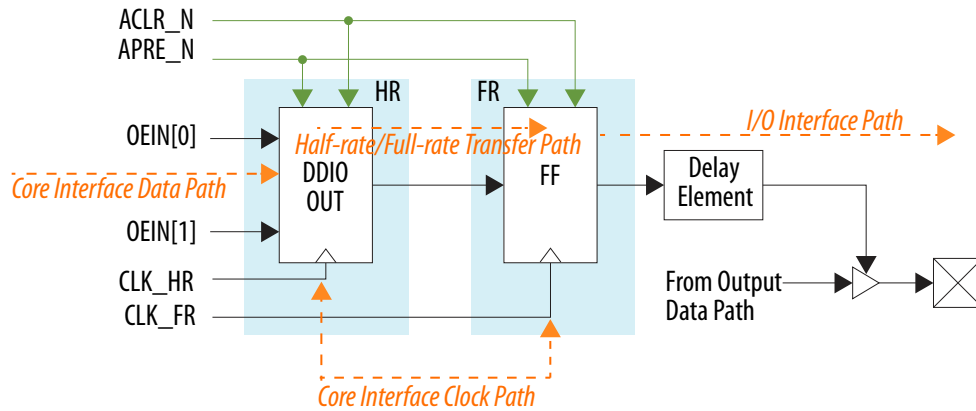 ACLR_N
APRE_N
HR
FR
OEIN[0]
I/O Interface Path
Half-rate/Full-rate Transfer Path
DDIO
OUT
FF
Core Interface Data Path
Delay
Element
OEIN[1]
CLK_HR
From Output
Data Path
CLK_FR
Core Interface Clock Path